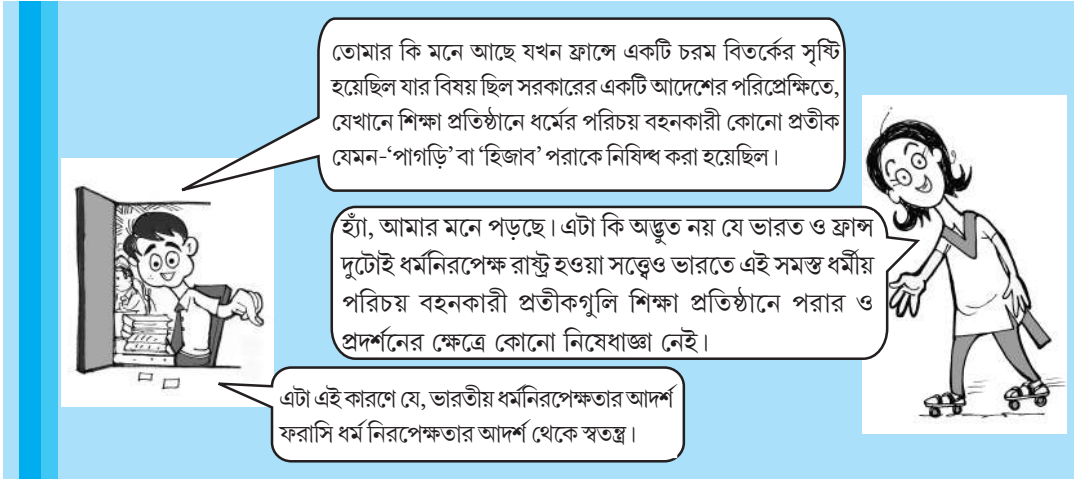 তোমার কি মনে আছে যখন ফ্রান্সে একটি চরম বিতর্কের সৃষ্টি
হয়েছিল যার বিষয় ছিল সরকারের একটি আদেশের পরিপ্রেক্ষিতে,
যেখানে শিক্ষা প্রতিষ্ঠানে ধর্মের পরিচয় বহনকারী কোনো প্রতীক
যেমন-‘পাগড়ি’ বা ‘হিজাব’ পরাকে নিষিদ্ধ করা হয়েছিল।
হ্যাঁ, আমার মনে পড়ছে। এটা কি অদ্ভুত নয় যে ভারত ও ফ্রান্স
দুটোই ধর্মনিরপেক্ষ রাষ্ট্র হওয়া সত্ত্বেও ভারতে এই সমস্ত ধর্মীয়
পরিচয় বহনকারী প্রতীকগুলি শিক্ষা প্রতিষ্ঠানে পরার ও
প্রদর্শনের ক্ষেত্রে কোনো নিষেধাজ্ঞা নেই।
এটা এই কারণে যে, ভারতীয় ধর্মনিরপেক্ষতার আদর্শ
ফরাসি ধর্ম নিরপেক্ষতার আদর্শ থেকে স্বতন্ত্র।